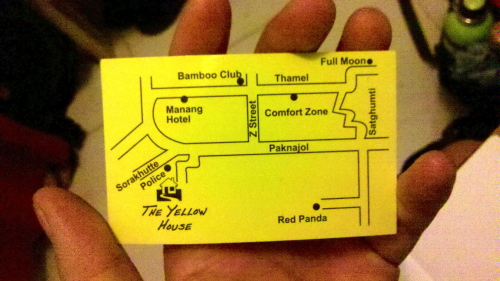 Full Moon
Bamboo Club
Thamel
Manang
Hotel
Z Street
Comfort Zone
Satghumti
Paknajol
Sorakhutte
Police
THE YELLOW
HOUSE
Red Panda